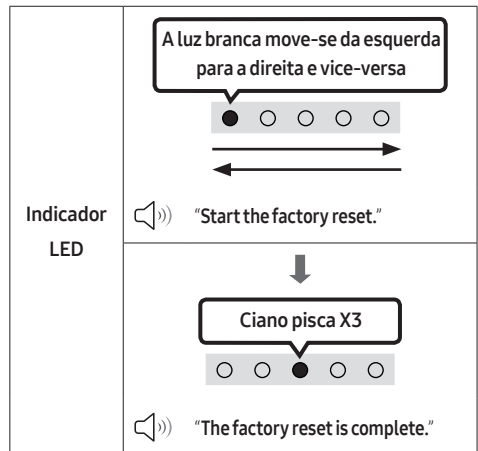 A luz branca move-se da esquerda
para a direita e vice-versa
Indicador
LED
"Start the factory reset."
Ciano pisca X3
"The factory reset is complete."